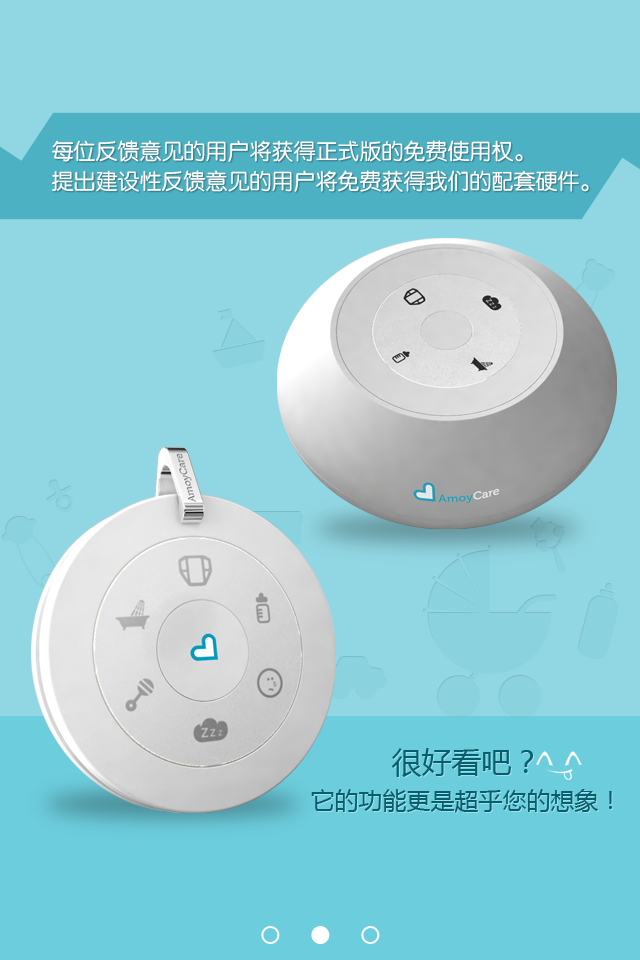 每位反馈意见的用户将获得正式版的免费使用权。
提出建设性反馈意见的用户将免费获得我们的配套硬件。
AmoyCare
AmoyCare
Zzz
Zzz
很好看吧？^_^
它的功能更是超乎您的想象！